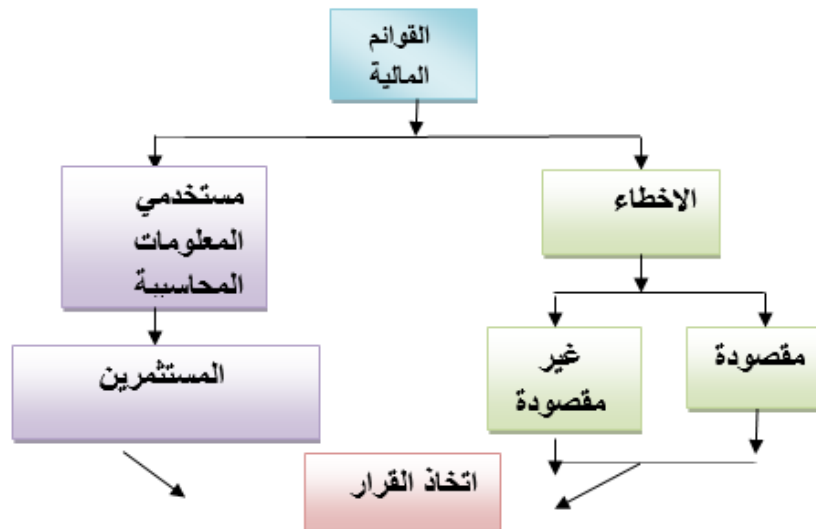 القوائم
المالية
الاخطاء
مستخدمي
المعلومات
المحاسبية
مقصودة
غير
مقصودة
المستثمرين
اتخاذ القرار